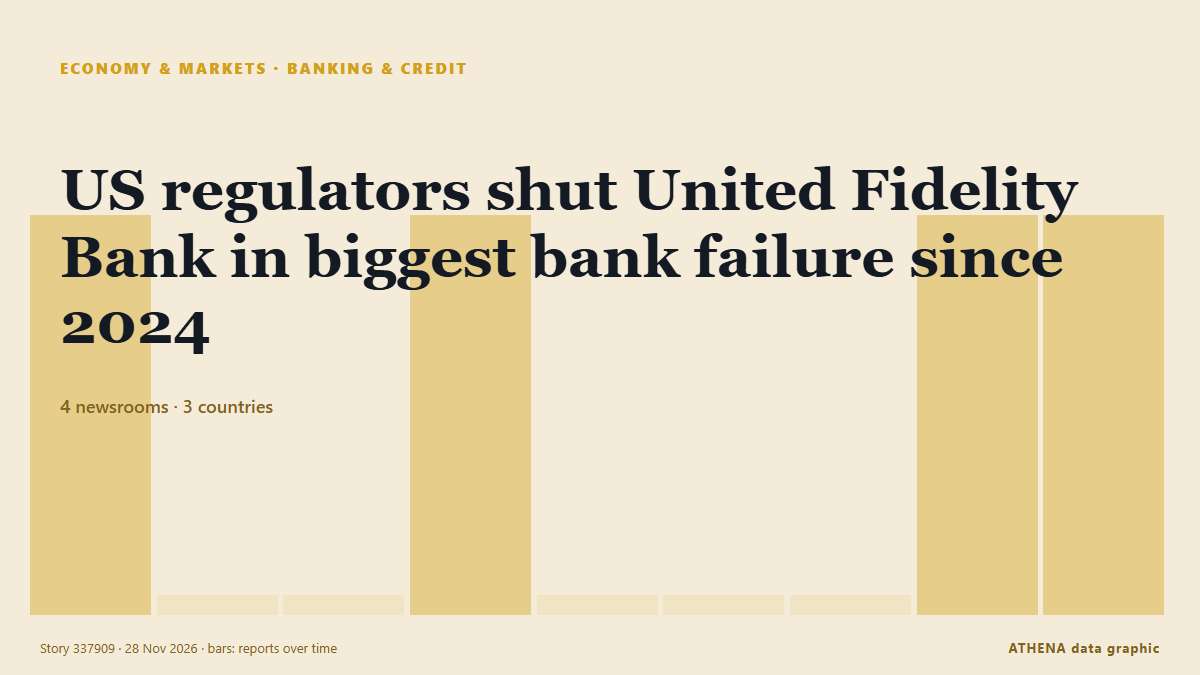 ECONOMY & MARKETS · BANKING & CREDIT
US regulators shut United Fidelity
Bank in biggest bank failure since
2024
4 newsrooms · 3 countries
Story 337909 · 28 Nov 2026 · bars: reports over time
ATHENA data graphic